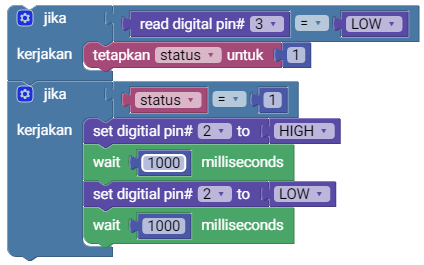 jika read digital pin# 3 = LOW
kerjakan tetapkan status untuk 1
jika status = 1
kerjakan set digitial pin# 2 to HIGH
wait 1000 milliseconds
set digitial pin# 2 to LOW
wait 1000 milliseconds